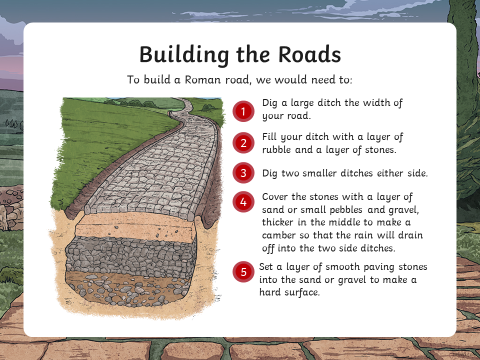 Building the Roads
To build a Roman road, we would need to:
1 Dig a large ditch the width of
your road.
2 Fill your ditch with a layer of
rubble and a layer of stones.
3 Dig two smaller ditches either side.
4 Cover the stones with a layer of
sand or small pebbles and gravel,
thicker in the middle to make a
camber so that the rain will drain
off into the two side ditches.
5 Set a layer of smooth paving stones
into the sand or gravel to make a
hard surface.